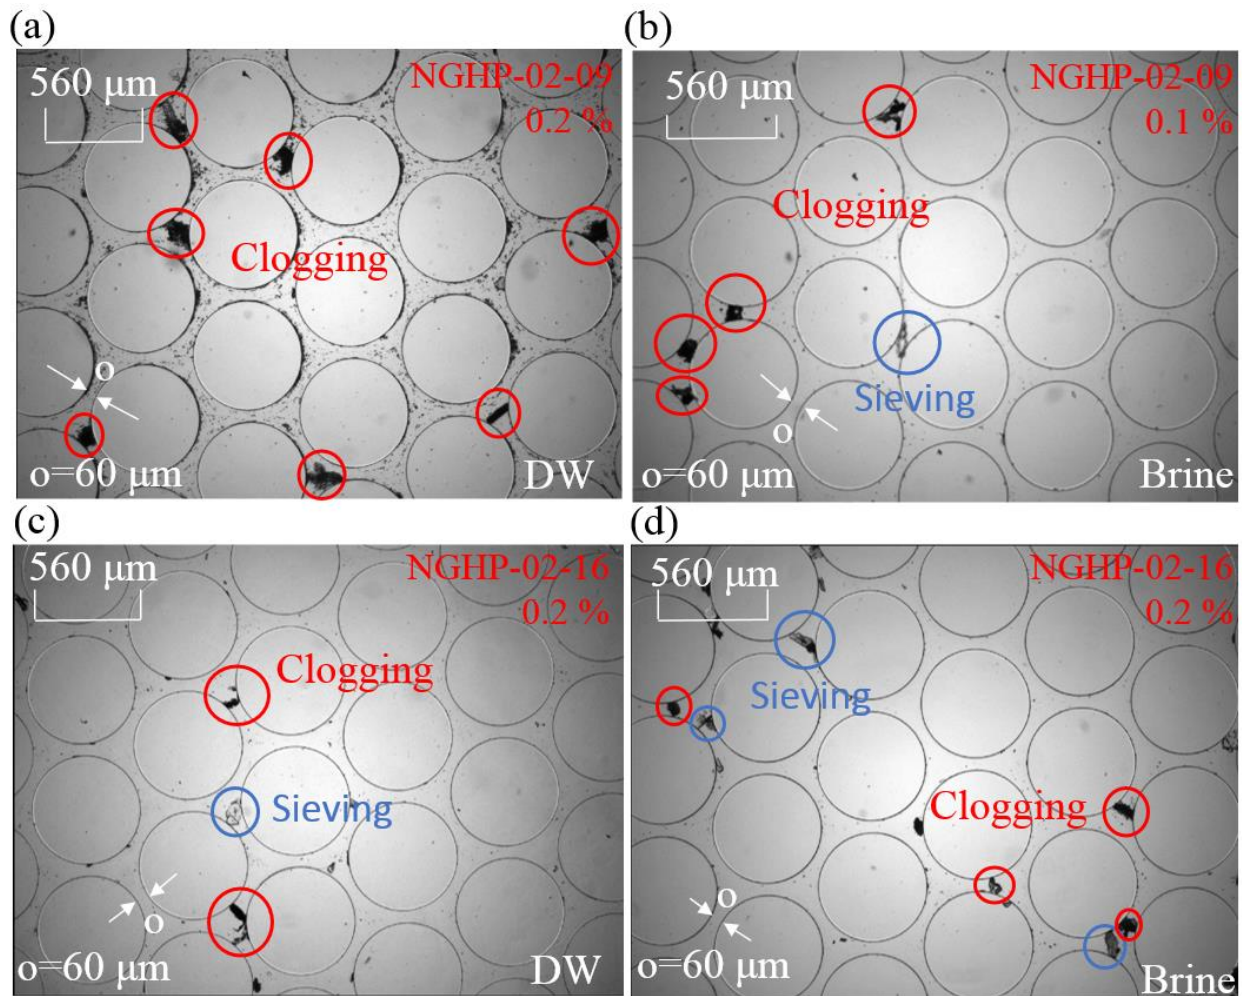 (a)
560 μm
NGHP-02-09
0.2 %
Clogging
o
o=60 μm
DW
(b)
560 μm
NGHP-02-09
0.1 %
Clogging
Sieving
o
o=60 μm
Brine
(c)
560 μm
NGHP-02-16
0.2 %
Clogging
Sieving
o
o=60 μm
DW
(d)
560 μm
NGHP-02-16
0.2 %
Sieving
Clogging
o
o=60 μm
Brine